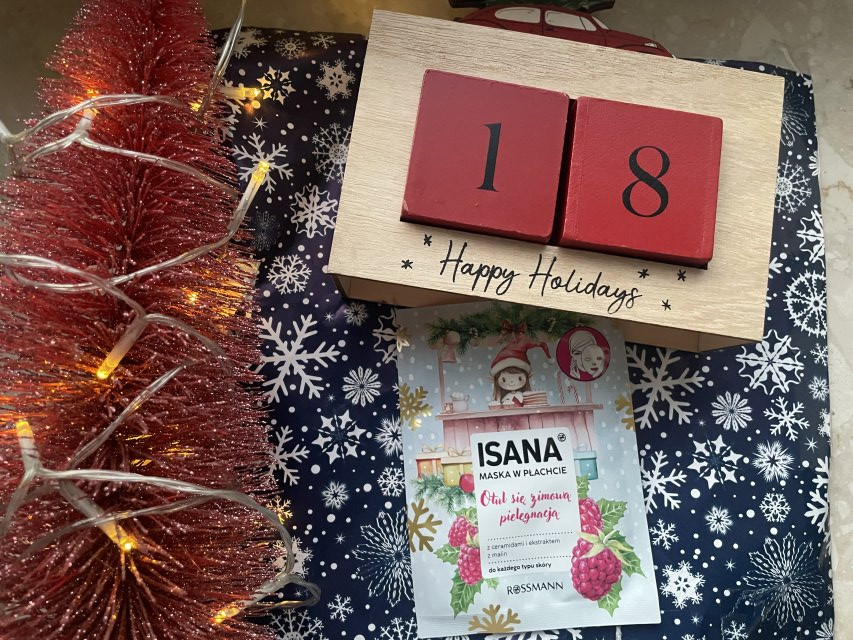 1 8
Happy Holidays
ISANA
MASKA W PŁACHCIE
Otul się zimową
pielęgnacją
z ceramidami i ekstraktem
z malin
do każdego typu skóry
ROSSMANN